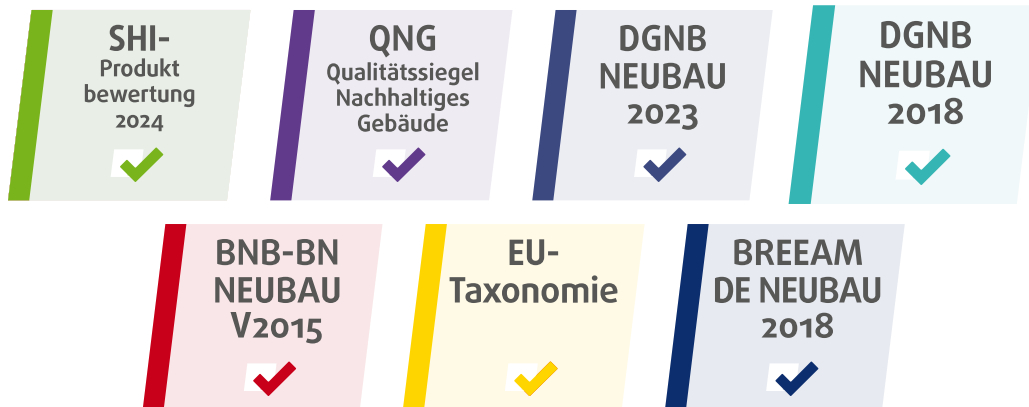 SHI-
Produkt
bewertung
2024
QNG
Qualitätssiegel
Nachhaltiges
Gebäude
DGNB
NEUBAU
2023
DGNB
NEUBAU
2018
BNB-BN
NEUBAU
V2015
EU-
Taxonomie
BREEAM
DE NEUBAU
2018